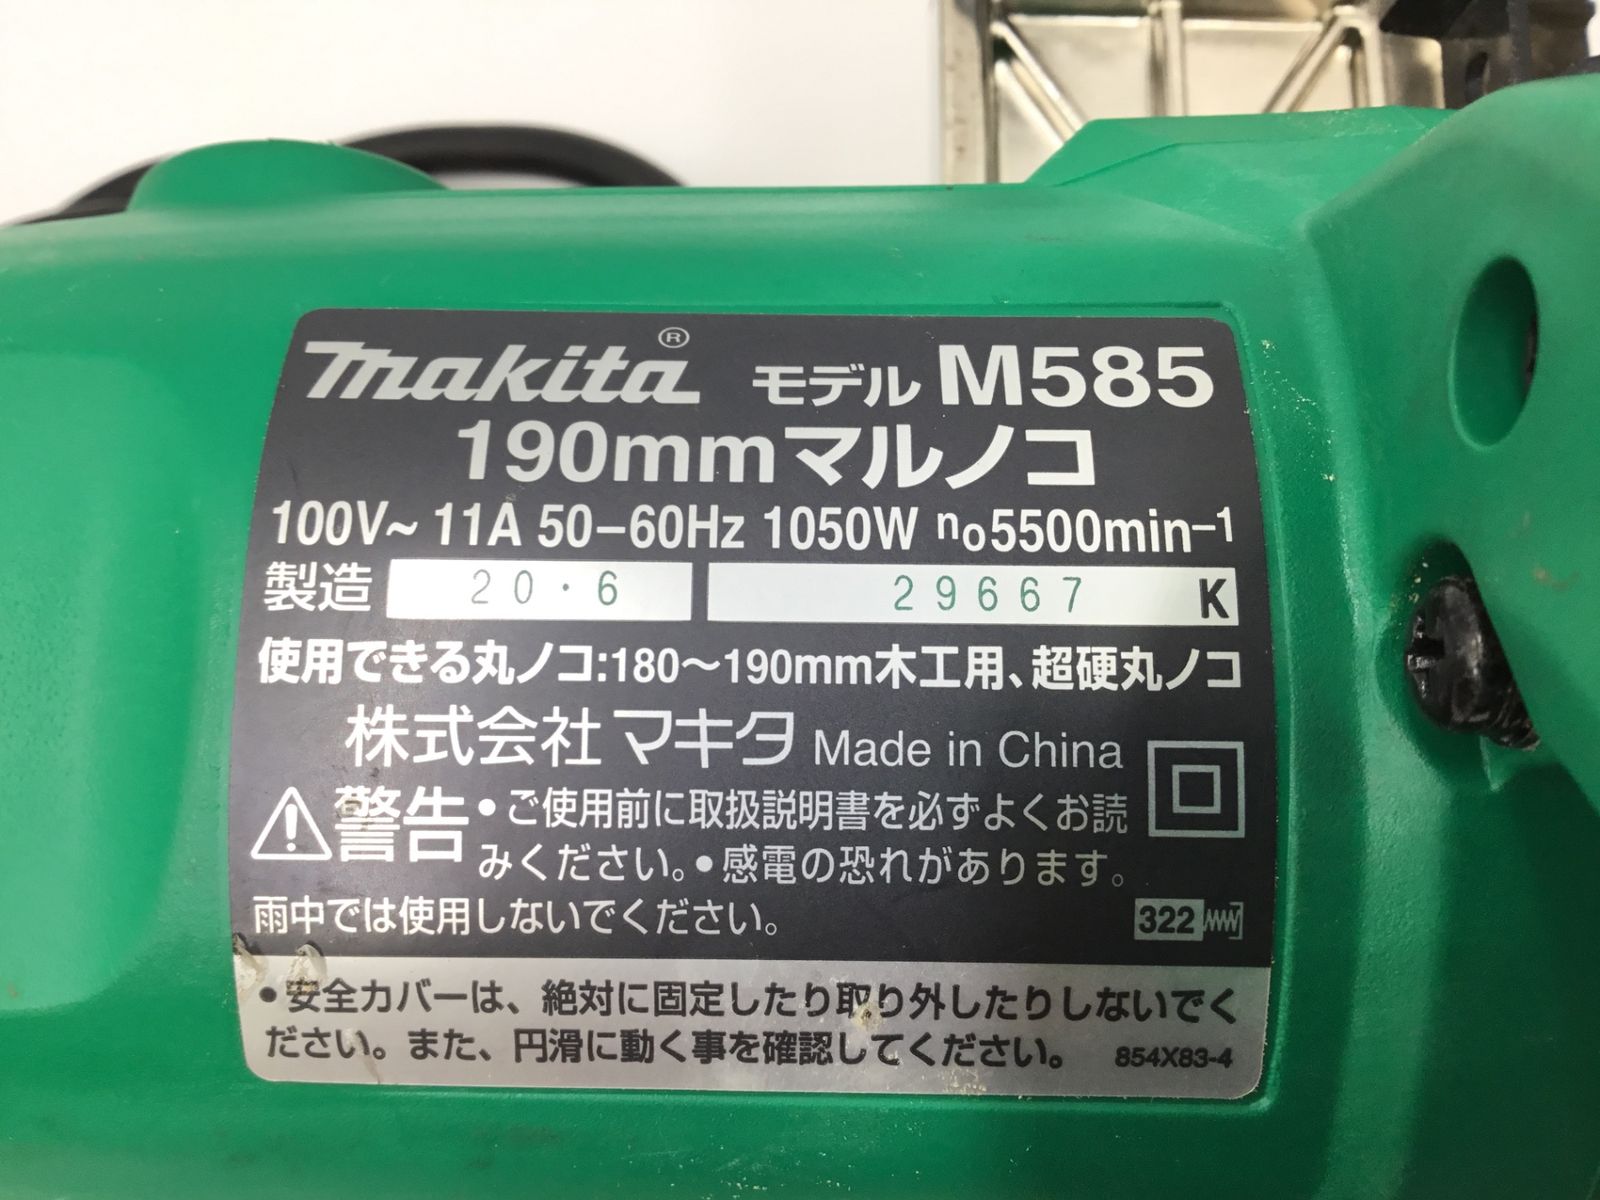 makita® モデル M585
190mmマルノコ
100V~ 11A 50-60Hz 1050W n₀5500min⁻¹
製造 20・6 29667 K
使用できる丸ノコ:180〜190mm木工用、超硬丸ノコ
株式会社マキタ Made in China
警告 •ご使用前に取扱説明書を必ずよくお読
みください。•感電の恐れがあります。
雨中では使用しないでください。 322
•安全カバーは、絶対に固定したり取り外したりしないでく
ださい。また、円滑に動く事を確認してください。 854X83-4